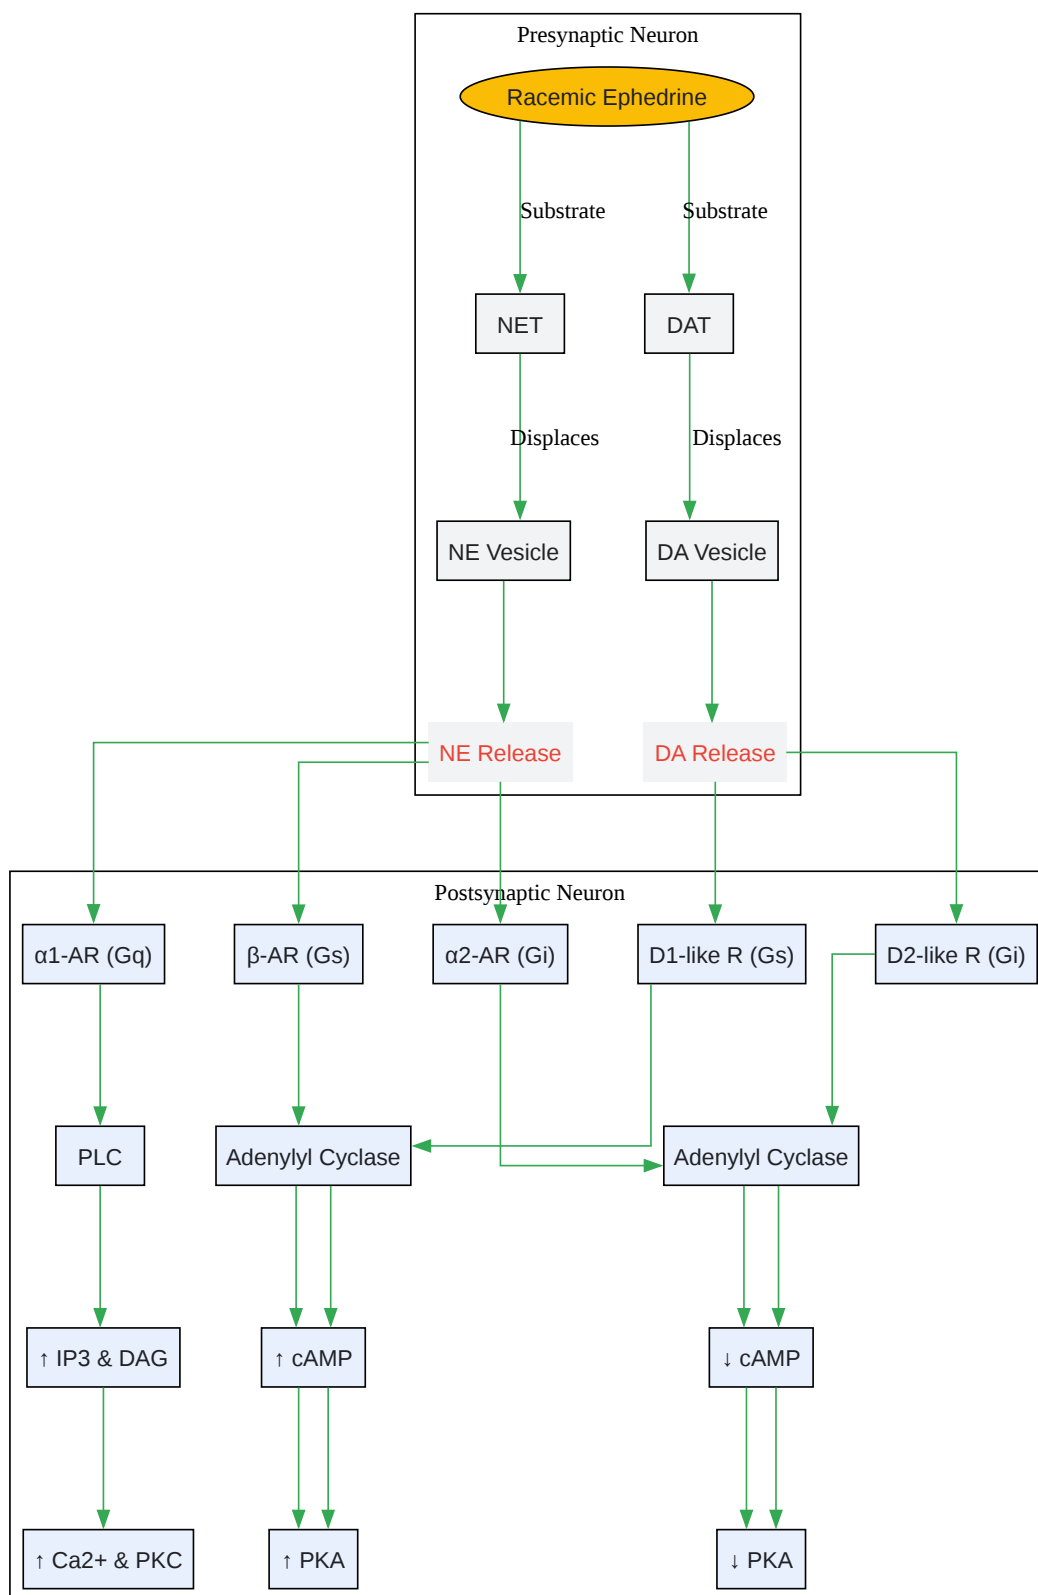 Presynaptic Neuron
Racemic Ephedrine
Substrate
Substrate
NET
DAT
Displaces
Displaces
NE Vesicle
DA Vesicle
NE Release
DA Release
Postsynaptic Neuron
α1-AR (Gq)
β-AR (Gs)
α2-AR (Gi)
D1-like R (Gs)
D2-like R (Gi)
PLC
Adenylyl Cyclase
Adenylyl Cyclase
↑ IP3 & DAG
↑ cAMP
↓ cAMP
↑ Ca2+ & PKC
↑ PKA
↓ PKA